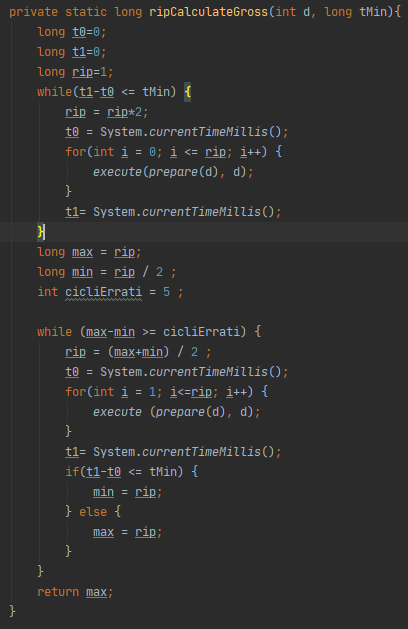 private static long ripCalculateGross(int d, long tMin){
    long t0=0;
    long t1=0;
    long rip=1;
    while(t1-t0 <= tMin) {
        rip = rip*2;
        t0 = System.currentTimeMillis();
        for(int i = 0; i <= rip; i++) {
            execute(prepare(d), d);
        }
        t1= System.currentTimeMillis();
    }
    long max = rip;
    long min = rip / 2 ;
    int cicliErrati = 5 ;

    while (max-min >= cicliErrati) {
        rip = (max+min) / 2 ;
        t0 = System.currentTimeMillis();
        for(int i = 1; i<=rip; i++) {
            execute (prepare(d), d);
        }
        t1= System.currentTimeMillis();
        if(t1-t0 <= tMin) {
            min = rip;
        } else {
            max = rip;
        }
    }
    return max;
}